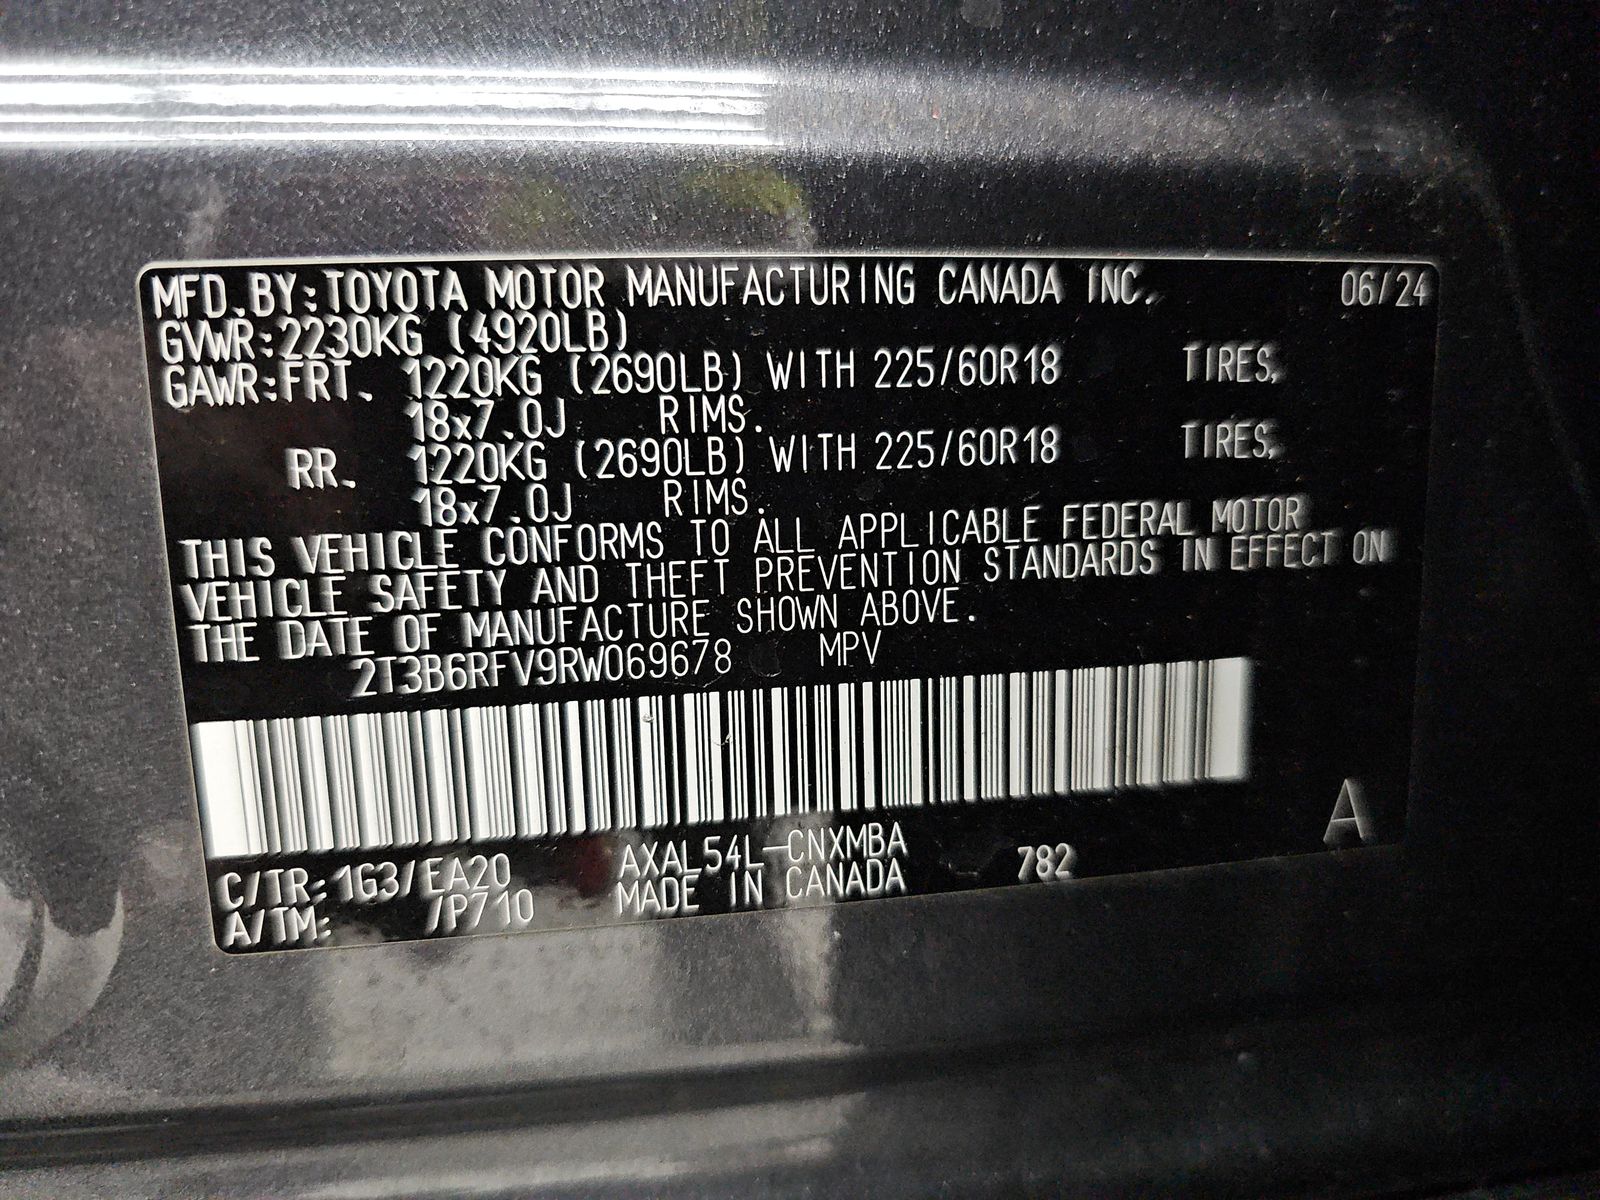 MFD.BY:TOYOTA MOTOR MANUFACTURING CANADA INC. 06/24
GVWR:2230KG (4920LB)
GAWR:FRT. 1220KG (2690LB) WITH 225/60R18 TIRES,
18x7.0J RIMS.
RR. 1220KG (2690LB) WITH 225/60R18 TIRES,
18x7.0J RIMS.
THIS VEHICLE CONFORMS TO ALL APPLICABLE FEDERAL MOTOR
VEHICLE SAFETY AND THEFT PREVENTION STANDARDS IN EFFECT ON
THE DATE OF MANUFACTURE SHOWN ABOVE.
2T3B6RFV9RW069678 MPV
A
C/TR:1G3/EA20 AXAL54L-CNXMBA 782
A/TM: /P710 MADE IN CANADA